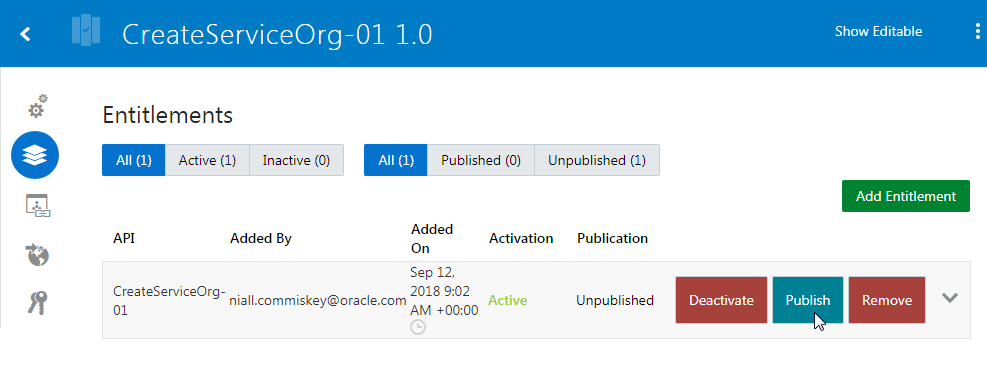 CreateServiceOrg-01 1.0
Show Editable
Entitlements
All (1) Active (1) Inactive (0) All (1) Published (0) Unpublished (1)
Add Entitlement
API Added By Added On Activation Publication
CreateServiceOrg-01 niall.commiskey@oracle.com Sep 12, 2018 9:02 AM +00:00 Active Unpublished Deactivate Publish Remove